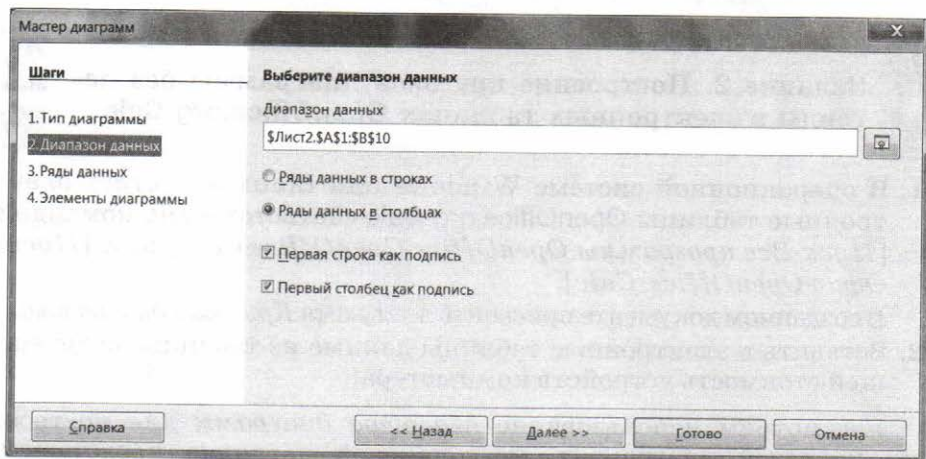 Мастер диаграмм
Шаги
1.Тип диаграммы
2.Диапазон данных
3.Ряды данных
4.Элементы диаграммы
Выберите диапазон данных
Диапазон данных
$Лист2.$A$1:$B$10
Ряды данных в строках
Ряды данных в столбцах
Первая строка как подпись
Первый столбец как подпись
Справка
<< Назад
Далее >>
Готово
Отмена